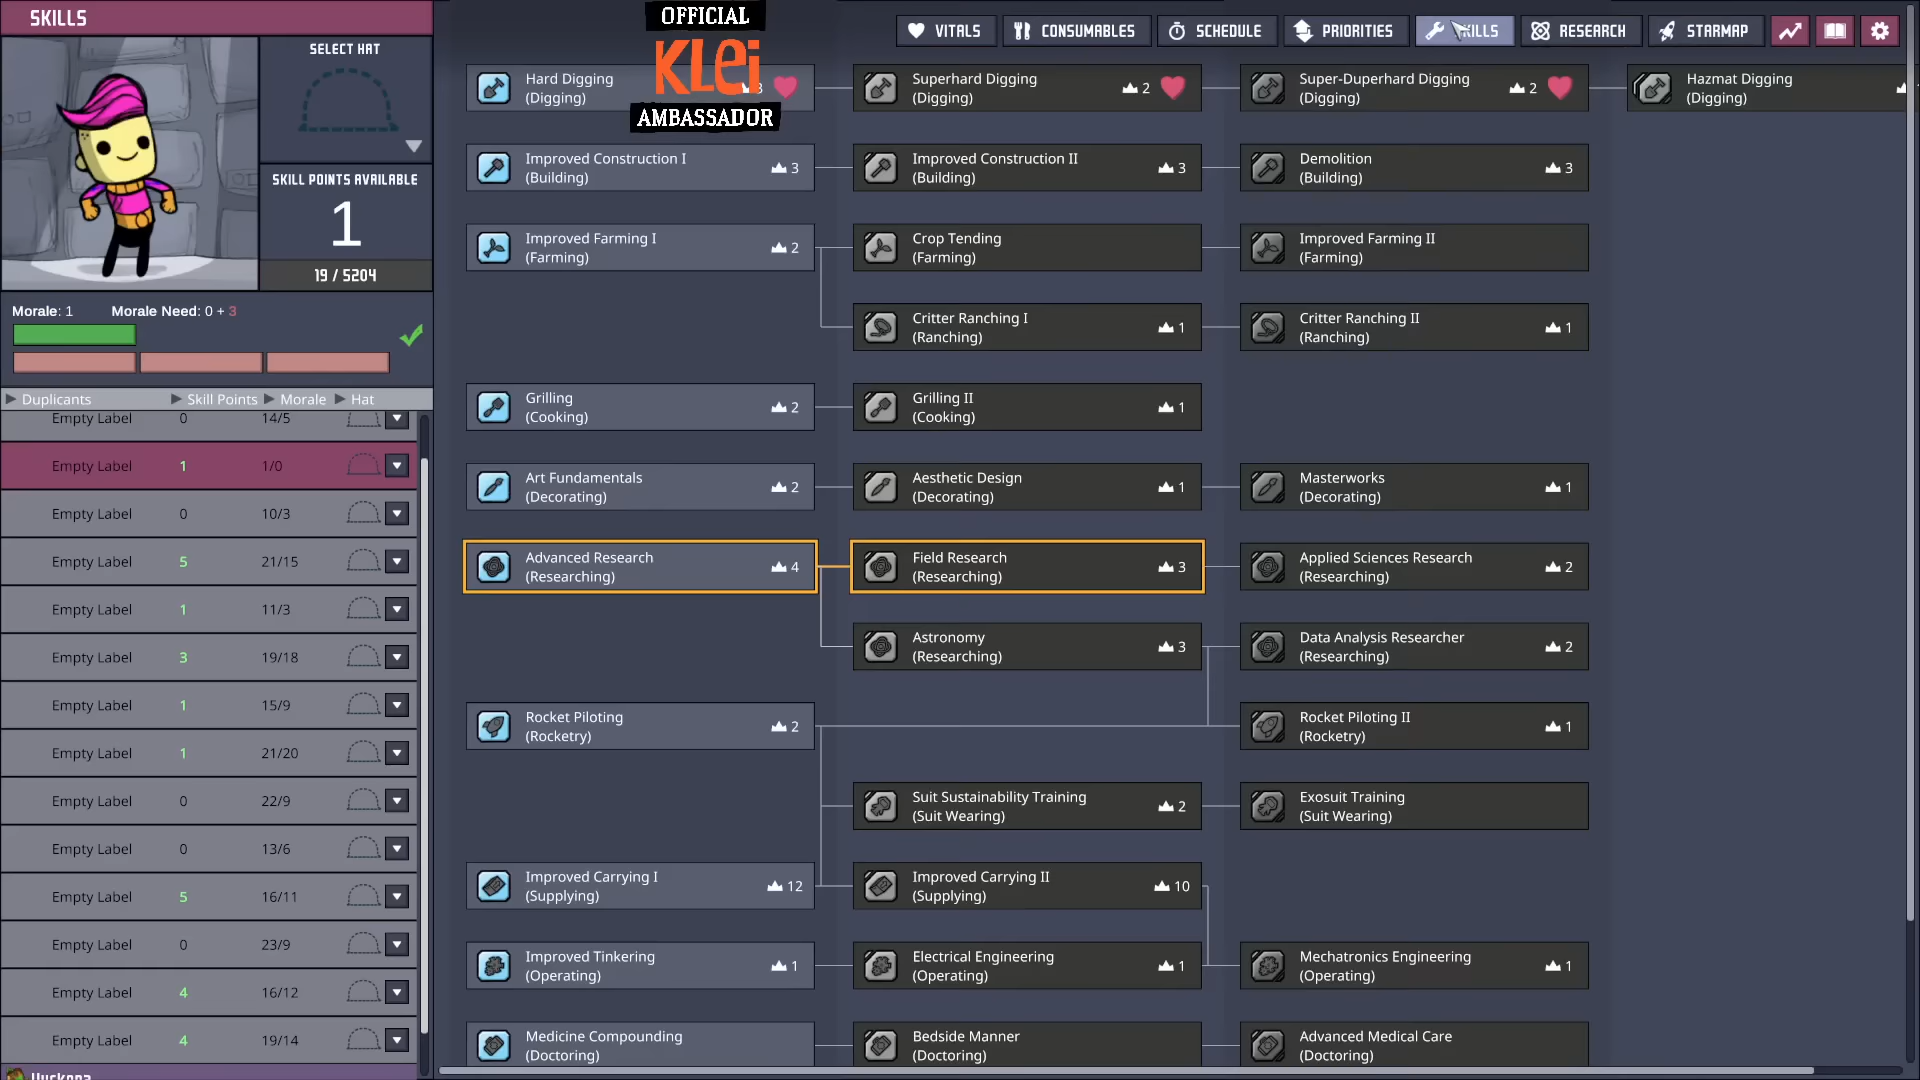 SKILLS
OFFICIAL
KLei
AMBASSADOR
VITALS
CONSUMABLES
SCHEDULE
PRIORITIES
RESEARCH
STARMAP
SELECT HAT
SKILL POINTS AVAILABLE
1
19 / 5204
Morale: 1 Morale Need: 0 + 3
Duplicants Skill Points Morale Hat
Empty Label 0 14/5
Empty Label 1 1/0
Empty Label 0 10/3
Empty Label 5 21/15
Empty Label 1 11/3
Empty Label 3 19/18
Empty Label 1 15/9
Empty Label 1 21/20
Empty Label 0 22/9
Empty Label 0 13/6
Empty Label 5 16/11
Empty Label 0 23/9
Empty Label 4 16/12
Empty Label 4 19/14
Hard Digging
(Digging)
3
Superhard Digging
(Digging)
2
Super-Duperhard Digging
(Digging)
2
Hazmat Digging
(Digging)
Improved Construction I
(Building)
3
Improved Construction II
(Building)
3
Demolition
(Building)
3
Improved Farming I
(Farming)
2
Crop Tending
(Farming)
Improved Farming II
(Farming)
Critter Ranching I
(Ranching)
1
Critter Ranching II
(Ranching)
1
Grilling
(Cooking)
2
Grilling II
(Cooking)
1
Art Fundamentals
(Decorating)
2
Aesthetic Design
(Decorating)
1
Masterworks
(Decorating)
1
Advanced Research
(Researching)
4
Field Research
(Researching)
3
Applied Sciences Research
(Researching)
2
Astronomy
(Researching)
3
Data Analysis Researcher
(Researching)
2
Rocket Piloting
(Rocketry)
2
Rocket Piloting II
(Rocketry)
1
Suit Sustainability Training
(Suit Wearing)
2
Exosuit Training
(Suit Wearing)
Improved Carrying I
(Supplying)
12
Improved Carrying II
(Supplying)
10
Improved Tinkering
(Operating)
1
Electrical Engineering
(Operating)
1
Mechatronics Engineering
(Operating)
1
Medicine Compounding
(Doctoring)
Bedside Manner
(Doctoring)
Advanced Medical Care
(Doctoring)